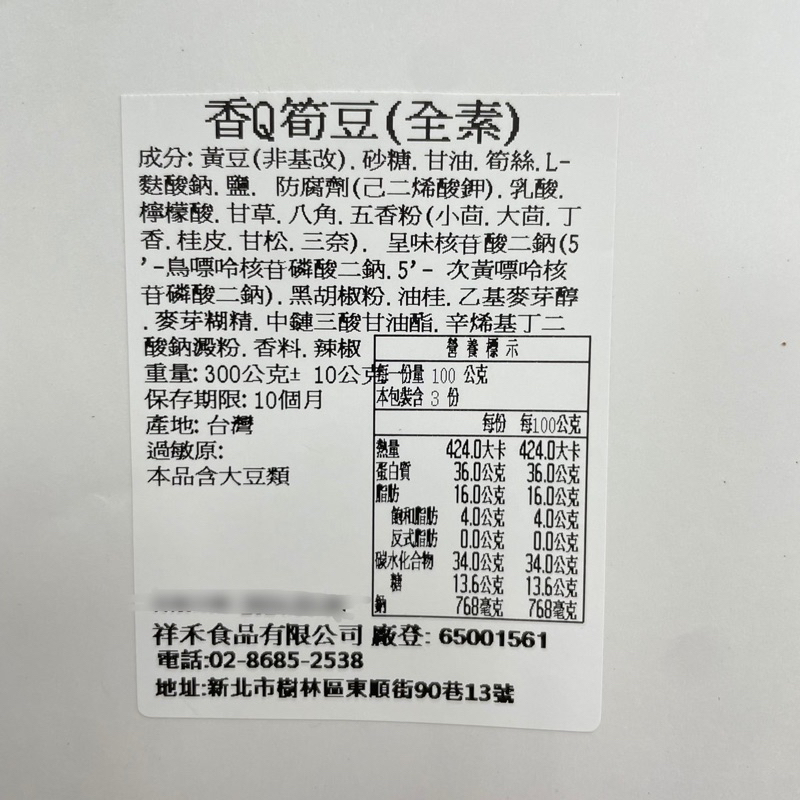 香Q筍豆(全素)
成分:黃豆(非基改).砂糖.甘油.筍絲.L-
麩酸鈉.鹽. 防腐劑(己二烯酸鉀).乳酸.
檸檬酸.甘草.八角.五香粉(小茴.大茴.丁
香.桂皮.甘松.三奈). 呈味核苷酸二鈉(5
'-鳥嘌呤核苷磷酸二鈉.5'- 次黃嘌呤核
苷磷酸二鈉).黑胡椒粉.油桂.乙基麥芽醇
.麥芽糊精.中鏈三酸甘油酯.辛烯基丁二
酸鈉澱粉.香料.辣椒
重量:300公克± 10公克
保存期限:10個月
產地:台灣
過敏原:
本品含大豆類
營養標示
每一份量 100 公克
本包裝含 3 份
每份 每100公克
熱量 424.0大卡 424.0大卡
蛋白質 36.0公克 36.0公克
脂肪 16.0公克 16.0公克
飽和脂肪 4.0公克 4.0公克
反式脂肪 0.0公克 0.0公克
碳水化合物 34.0公克 34.0公克
糖 13.6公克 13.6公克
鈉 768毫克 768毫克
祥禾食品有限公司 廠登: 65001561
電話:02-8685-2538
地址:新北市樹林區東順街90巷13號